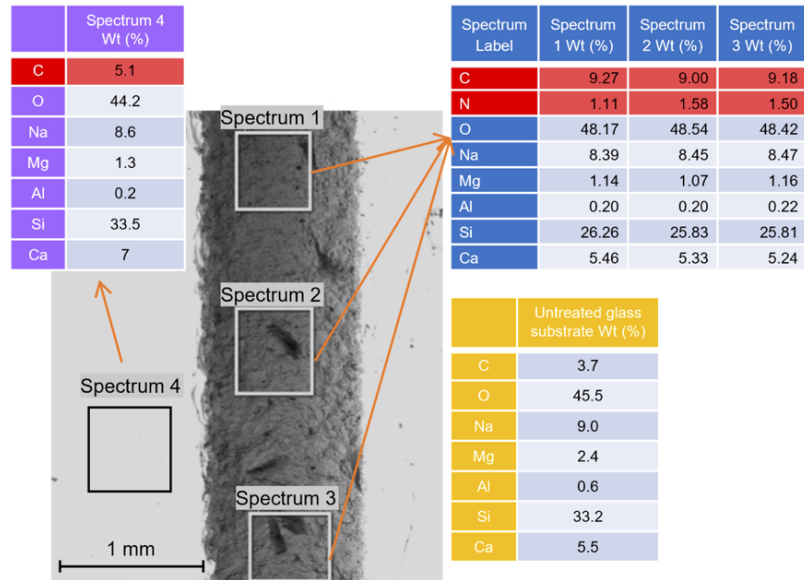 Spectrum 4
Wt (%)
C 5.1
O 44.2
Na 8.6
Mg 1.3
Al 0.2
Si 33.5
Ca 7
Spectrum 1
Spectrum 2
Spectrum 3
Spectrum 4
1 mm
Spectrum Label Spectrum 1 Wt (%) Spectrum 2 Wt (%) Spectrum 3 Wt (%)
C 9.27 9.00 9.18
N 1.11 1.58 1.50
O 48.17 48.54 48.42
Na 8.39 8.45 8.47
Mg 1.14 1.07 1.16
Al 0.20 0.20 0.22
Si 26.26 25.83 25.81
Ca 5.46 5.33 5.24
Untreated glass
substrate Wt (%)
C 3.7
O 45.5
Na 9.0
Mg 2.4
Al 0.6
Si 33.2
Ca 5.5